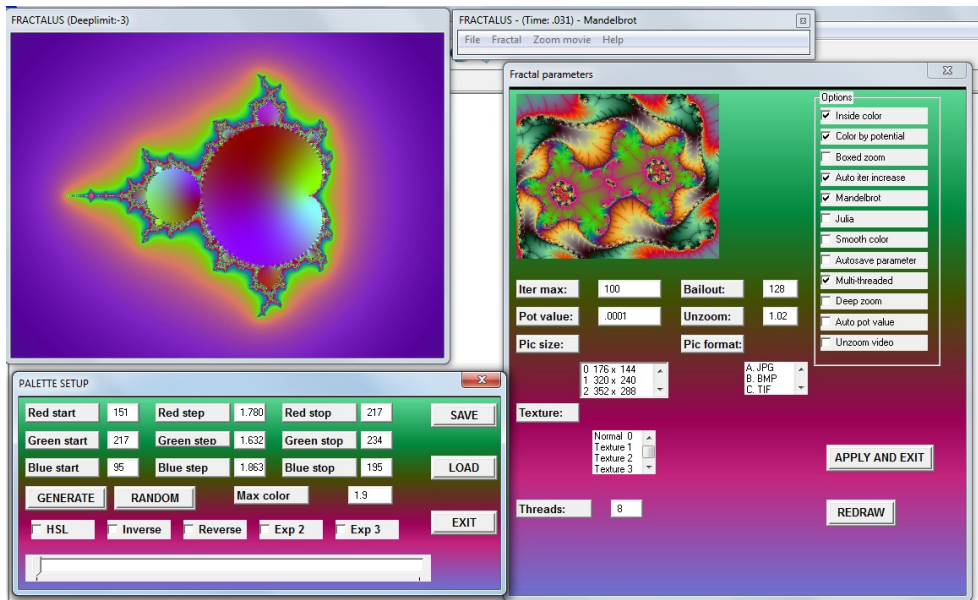 FRACTALUS (Deeplimit:-3)
FRACTALUS - (Time: .031) - Mandelbrot
File Fractal Zoom movie Help
Fractal parameters
Options
Inside color
Color by potential
Boxed zoom
Auto iter increase
Mandelbrot
Julia
Smooth color
Autosave parameter
Multi-threaded
Deep zoom
Auto pot value
Unzoom video
Iter max: 100 Bailout: 128
Pot value: .0001 Unzoom: 1.02
Pic size: Pic format:
0 176 x 144
1 320 x 240
2 352 x 288
A. JPG
B. BMP
C. TIF
Texture:
Normal 0
Texture 1
Texture 2
Texture 3
APPLY AND EXIT
Threads: 8
REDRAW
PALETTE SETUP
Red start 151 Red step 1.780 Red stop 217 SAVE
Green start 217 Green step 1.632 Green stop 234
Blue start 95 Blue step 1.863 Blue stop 195 LOAD
GENERATE RANDOM Max color 1.9
HSL Inverse Reverse Exp 2 Exp 3 EXIT